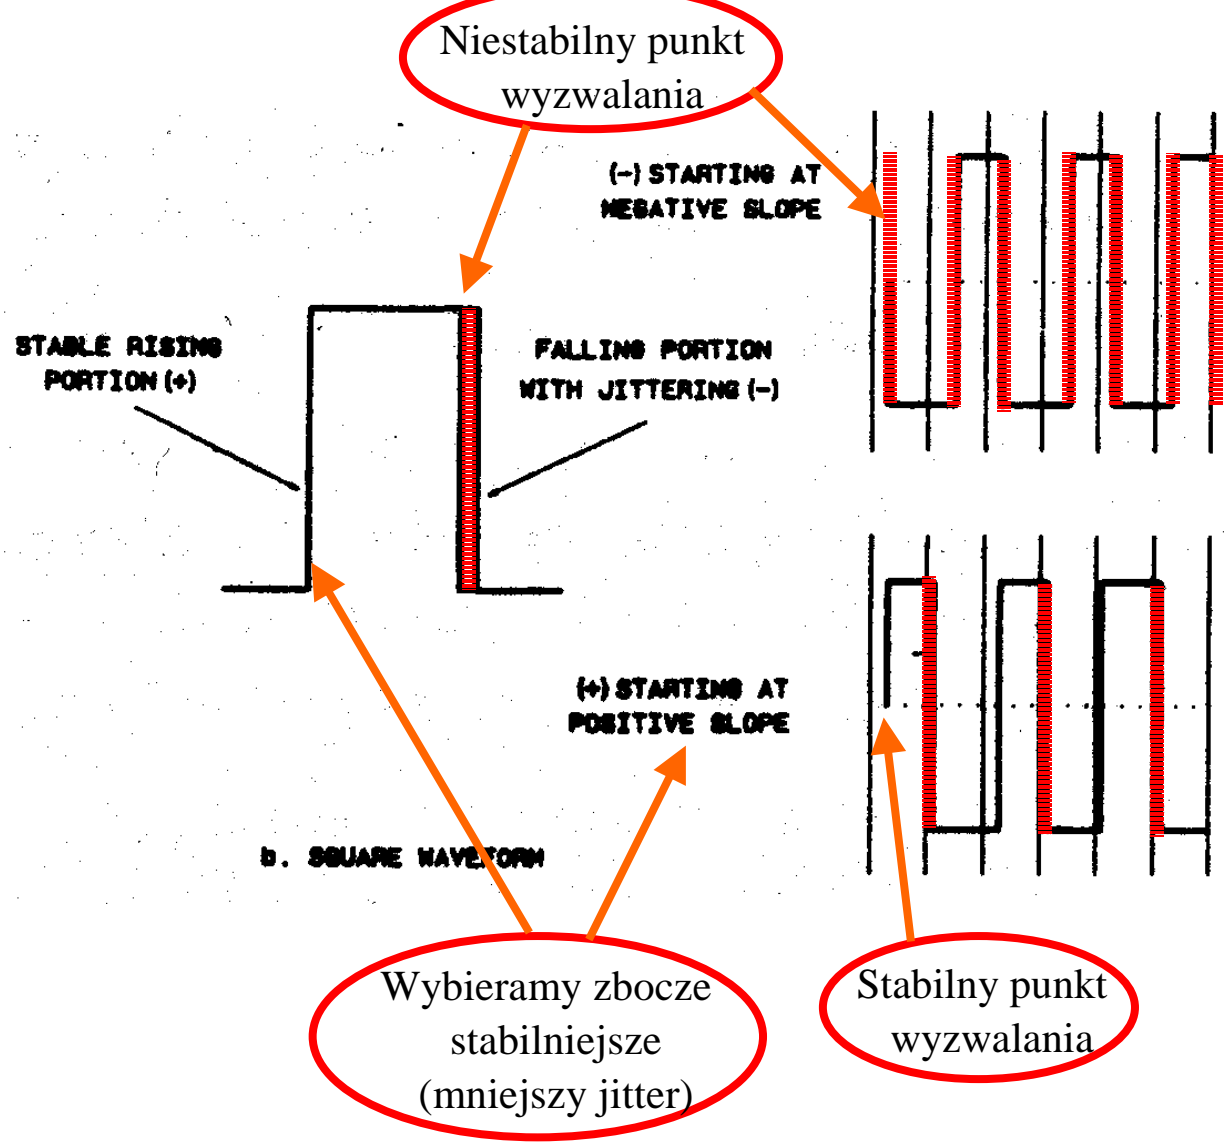 Niestabilny punkt
wyzwalania
(-) STARTING AT
NEGATIVE SLOPE
STABLE RISING
PORTION (+)
FALLING PORTION
WITH JITTERING (-)
(+) STARTING AT
POSITIVE SLOPE
b. SQUARE WAVEFORM
Wybieramy zbocze
stabilniejsze
(mniejszy jitter)
Stabilny punkt
wyzwalania